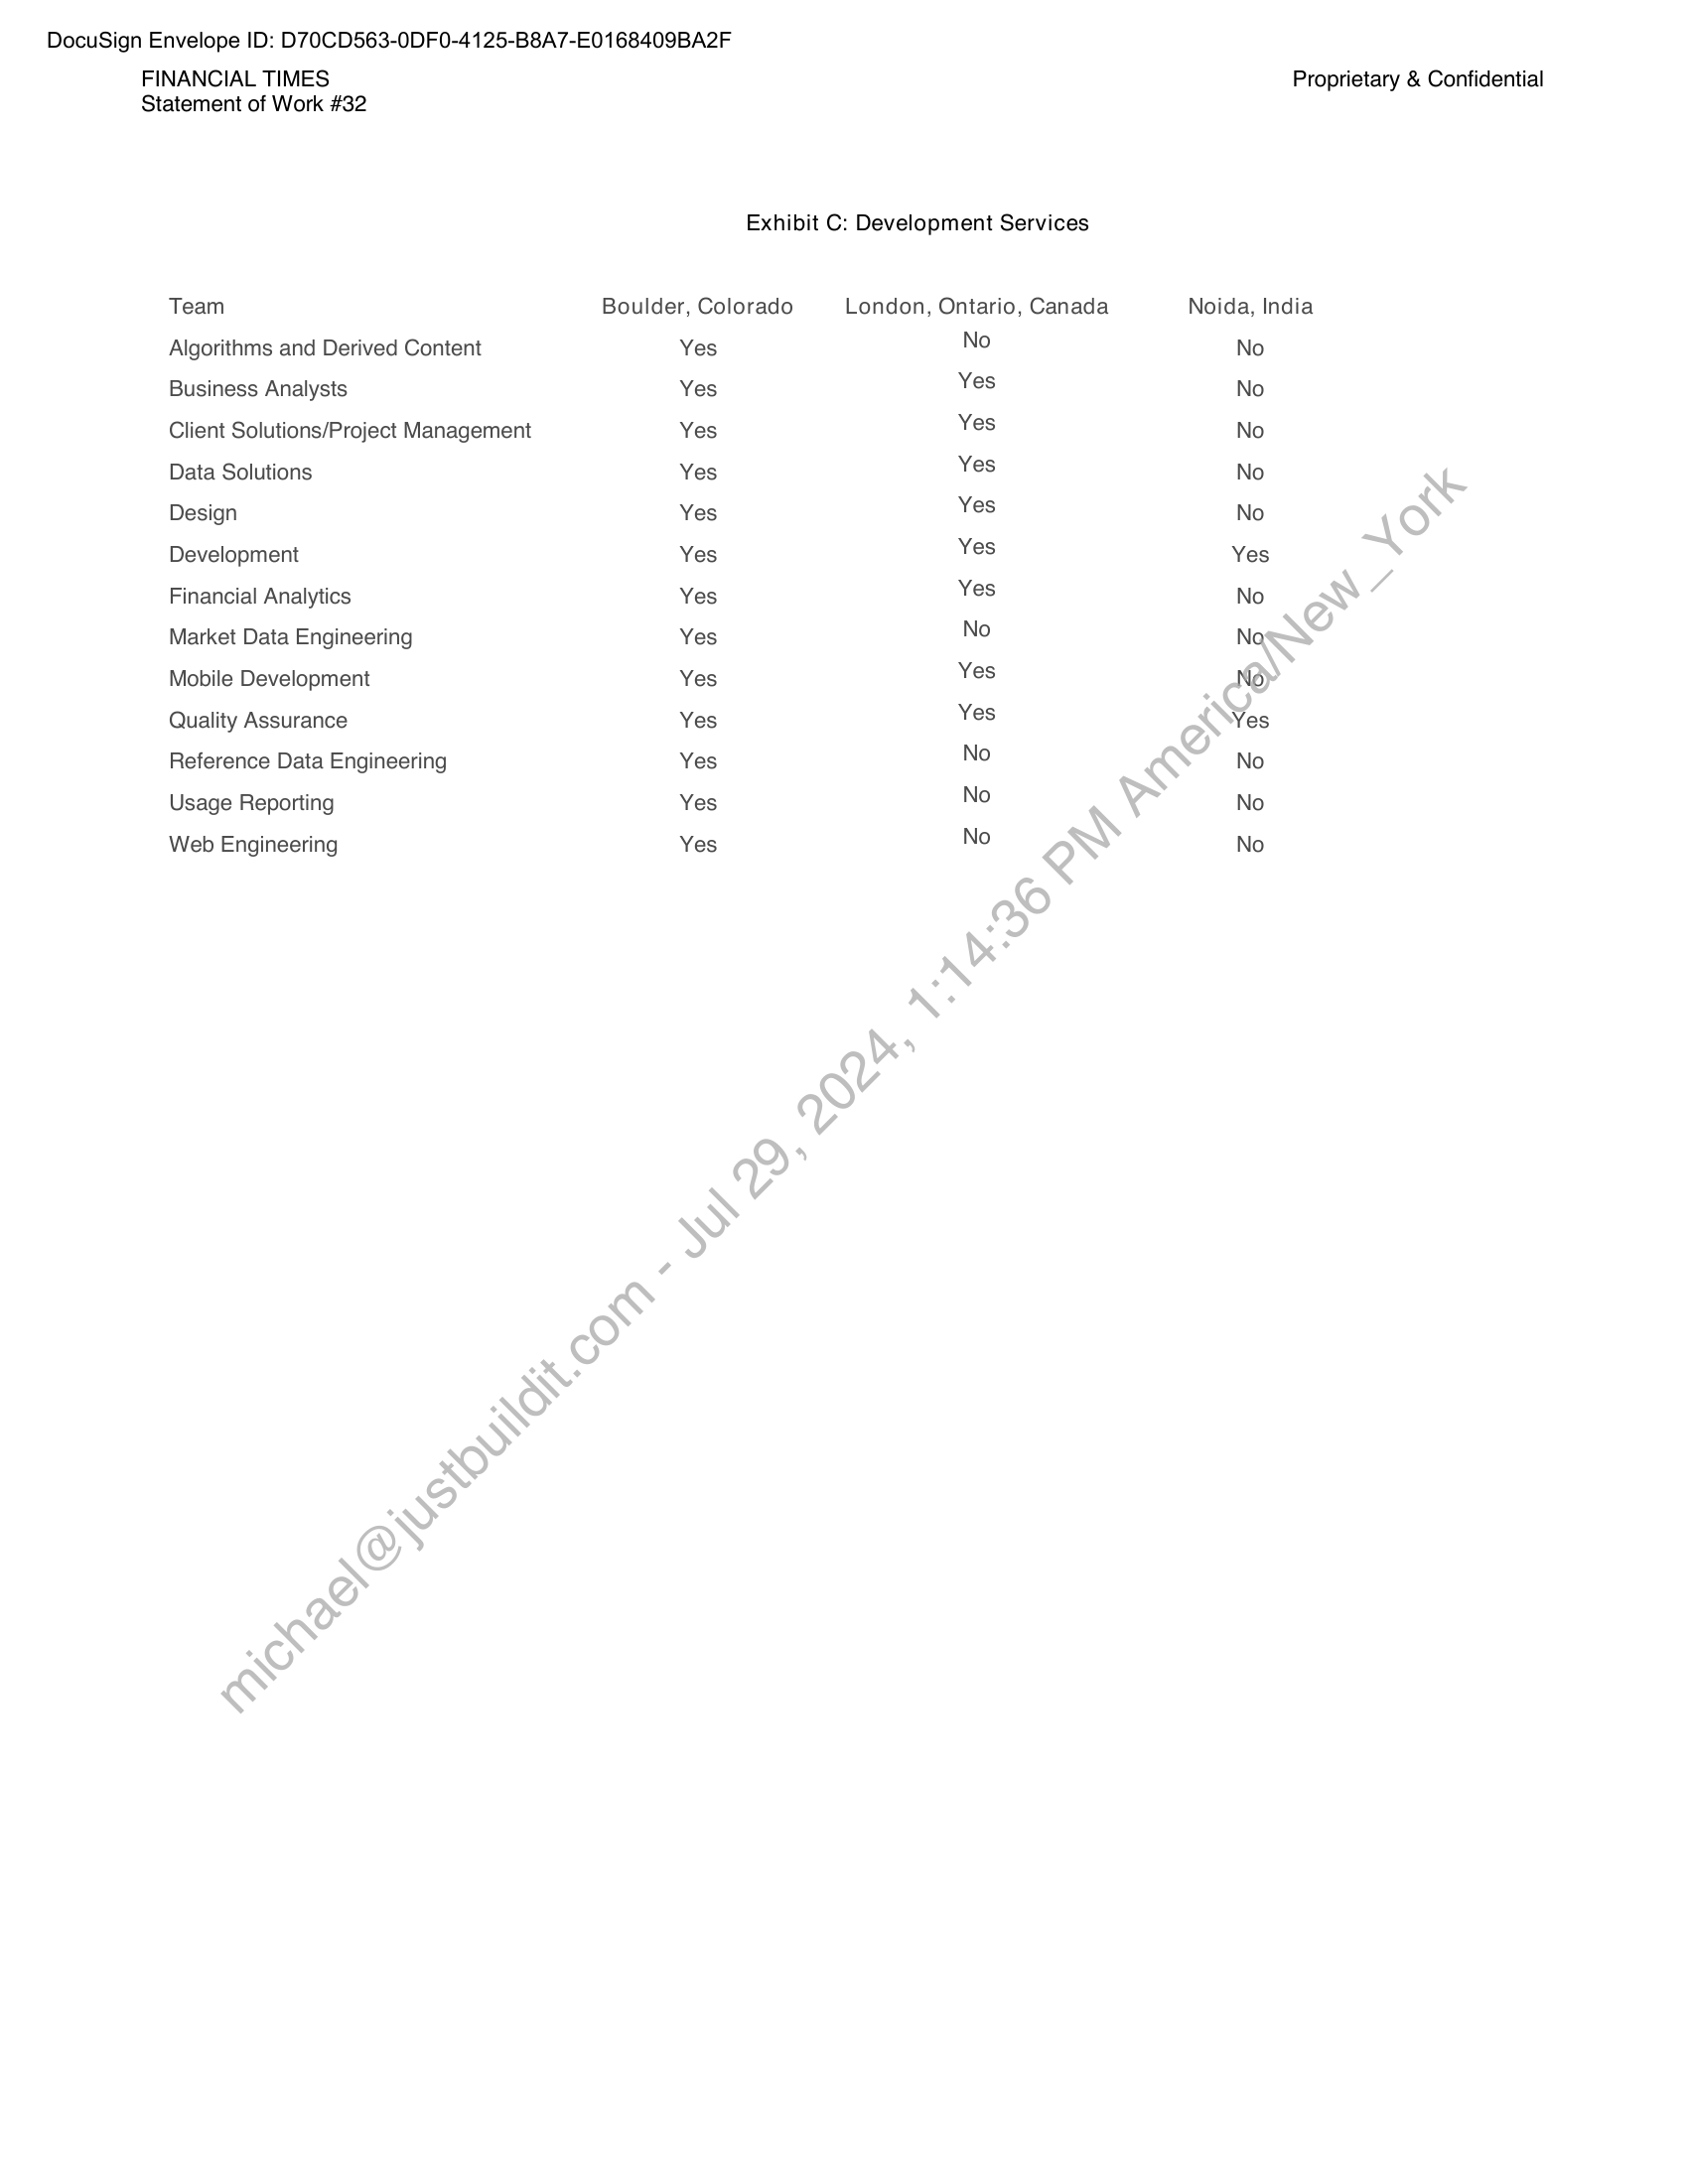 DocuSign Envelope ID: D70CD563-0DF0-4125-B8A7-E0168409BA2F
FINANCIAL TIMES Proprietary & Confidential
Statement of Work #32
Exhibit C: Development Services
Team Boulder, Colorado London, Ontario, Canada Noida, India
Algorithms and Derived Content Yes No No
Business Analysts Yes Yes No
Client Solutions/Project Management Yes Yes No
Data Solutions Yes Yes No
Design Yes Yes No
Development Yes Yes Yes
Financial Analytics Yes Yes No
Market Data Engineering Yes No No
Mobile Development Yes Yes No
Quality Assurance Yes Yes Yes
Reference Data Engineering Yes No No
Usage Reporting Yes No No
Web Engineering Yes No No
michael@justbuildit.com - Jul 29, 2024, 1:14:36 PM America/New_York